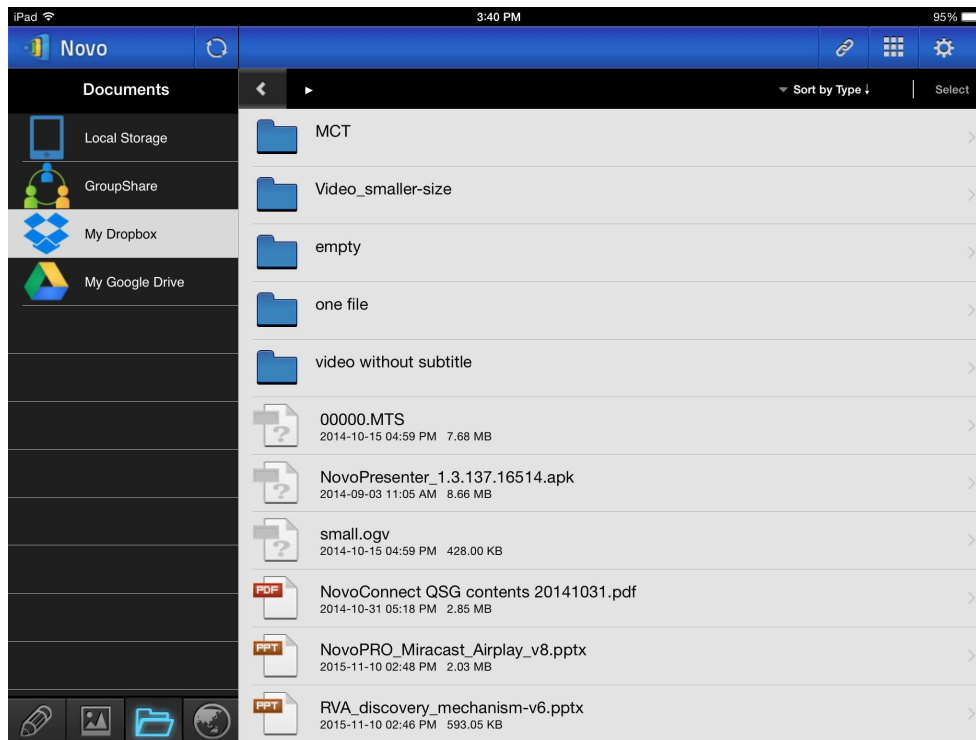 iPad 3:40 PM 95%
Novo
Documents
Sort by Type ↓ Select
Local Storage
GroupShare
My Dropbox
My Google Drive
MCT
Video_smaller-size
empty
one file
video without subtitle
00000.MTS
2014-10-15 04:59 PM 7.68 MB
NovoPresenter_1.3.137.16514.apk
2014-09-03 11:05 AM 8.66 MB
small.ogv
2014-10-15 04:59 PM 428.00 KB
PDF
NovoConnect QSG contents 20141031.pdf
2014-10-31 05:18 PM 2.85 MB
PPT
NovoPRO_Miracast_Airplay_v8.pptx
2015-11-10 02:48 PM 2.03 MB
PPT
RVA_discovery_mechanism-v6.pptx
2015-11-10 02:46 PM 593.05 KB